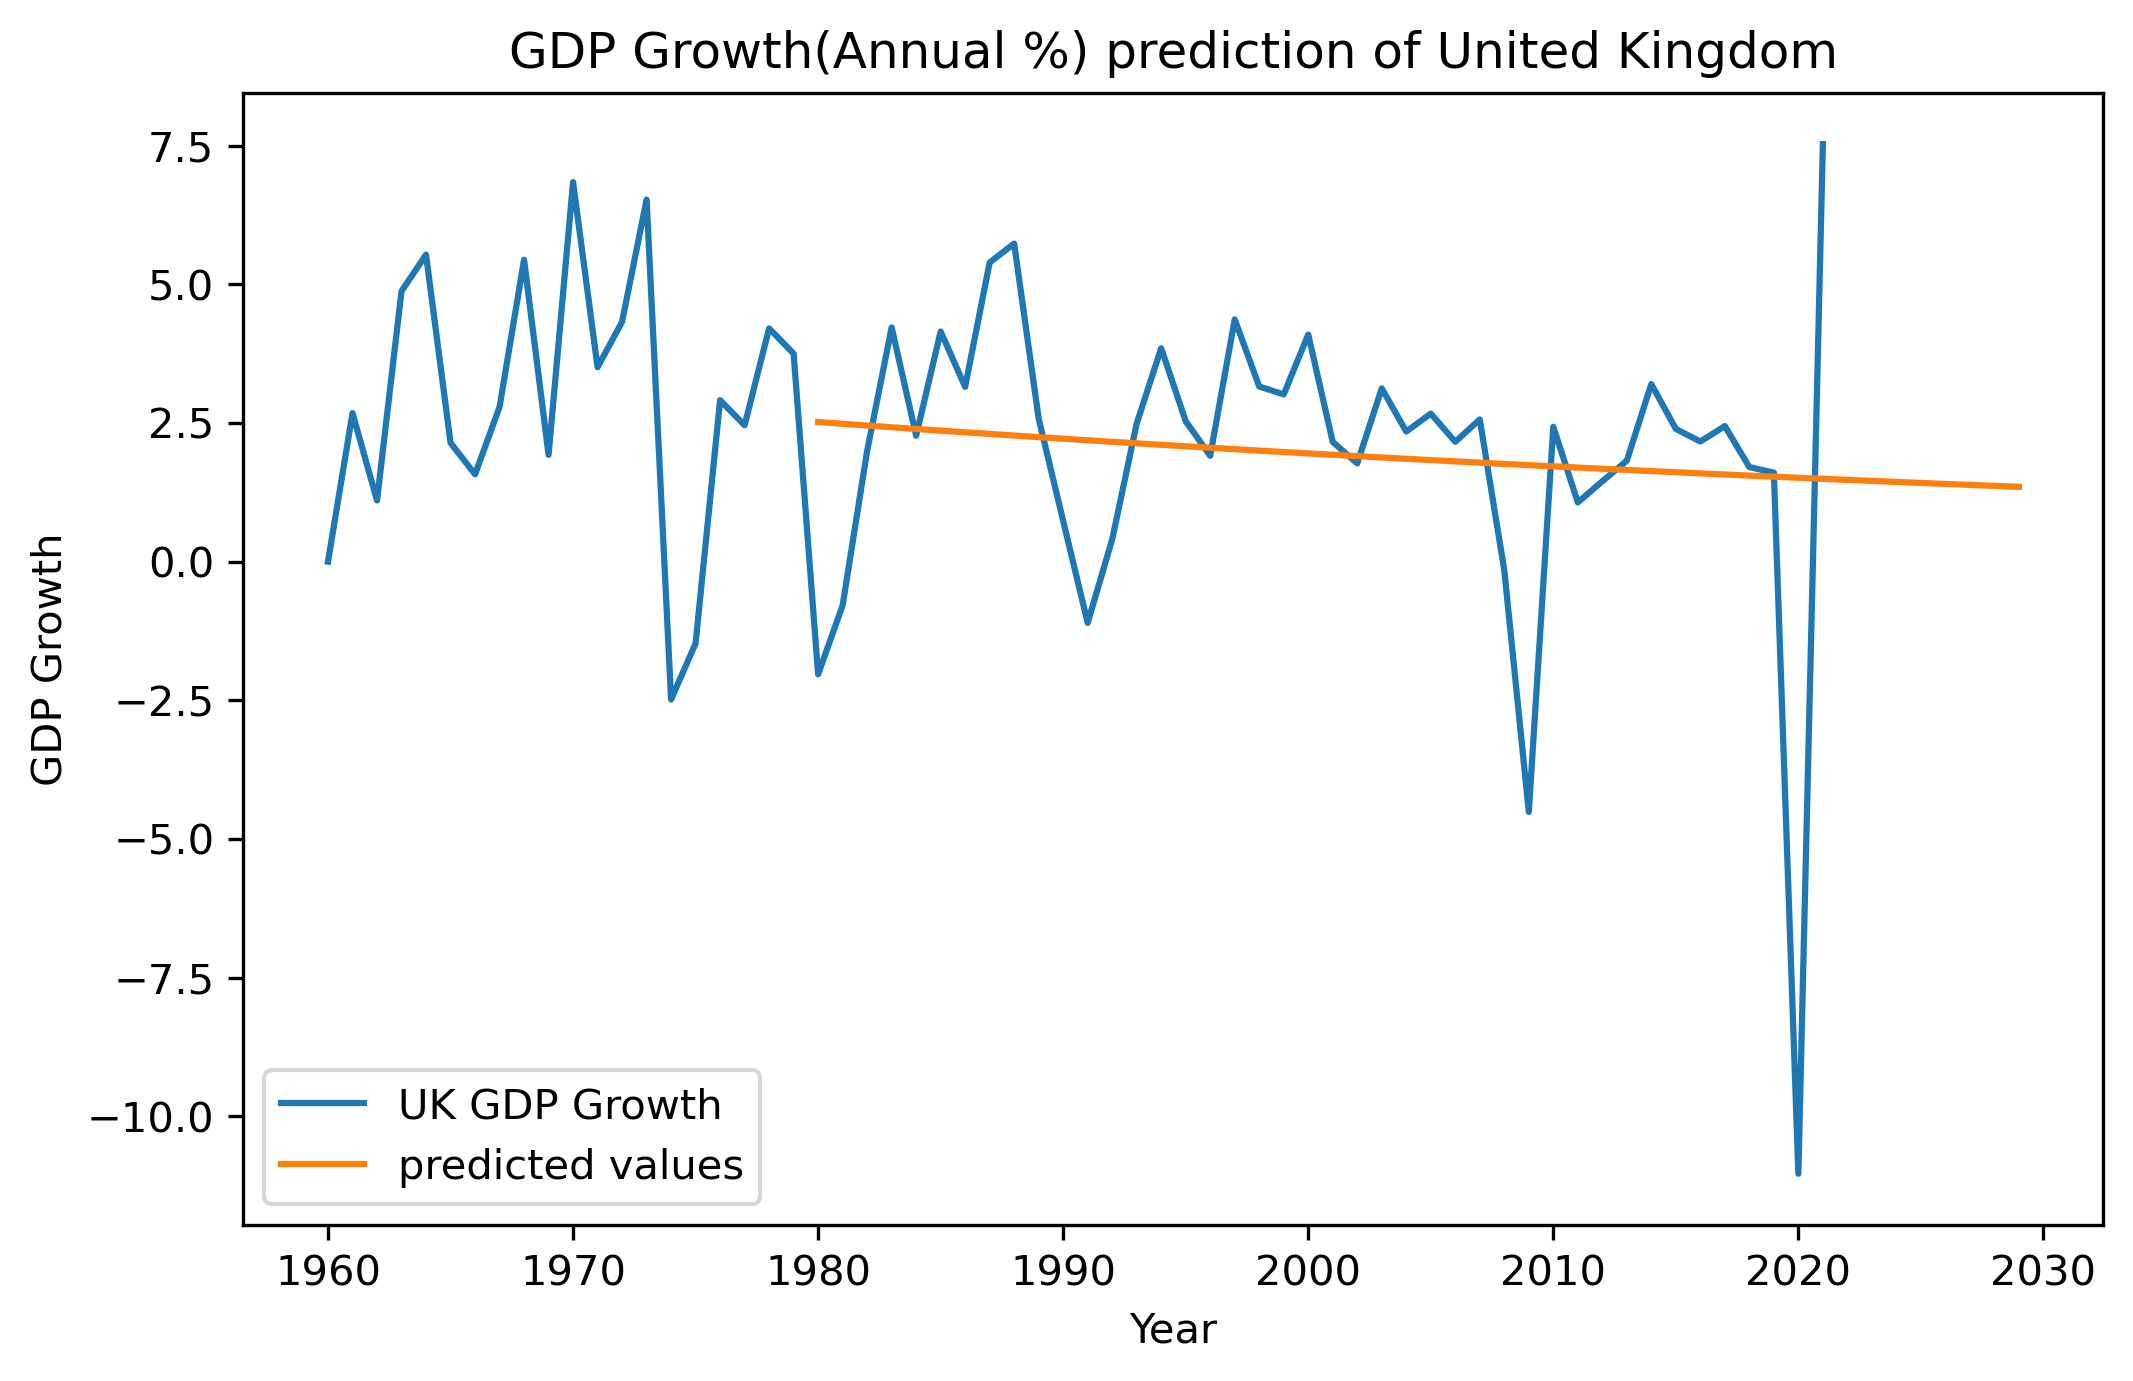 GDP Growth(Annual %) prediction of United Kingdom
7.5
5.0
2.5
0.0
−2.5
−5.0
−7.5
−10.0
GDP Growth
UK GDP Growth
predicted values
1960 1970 1980 1990 2000 2010 2020 2030
Year